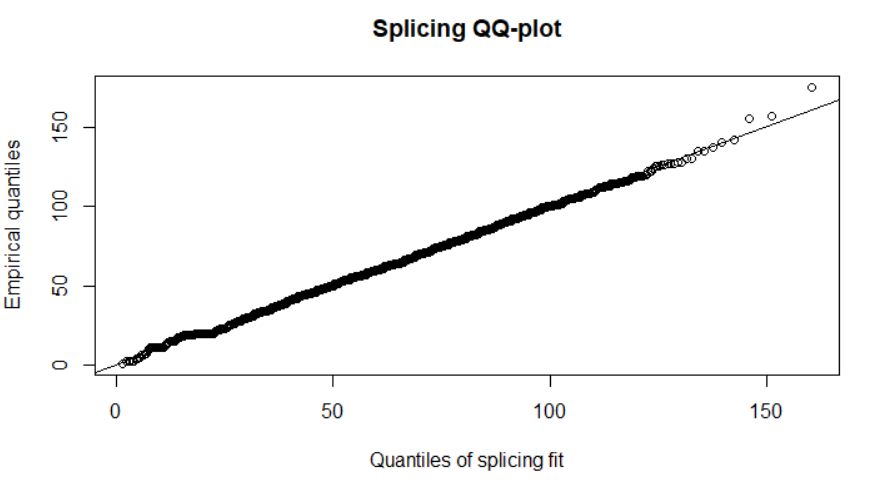 Splicing QQ-plot
Empirical quantiles
150
100
50
0
0 50 100 150
Quantiles of splicing fit